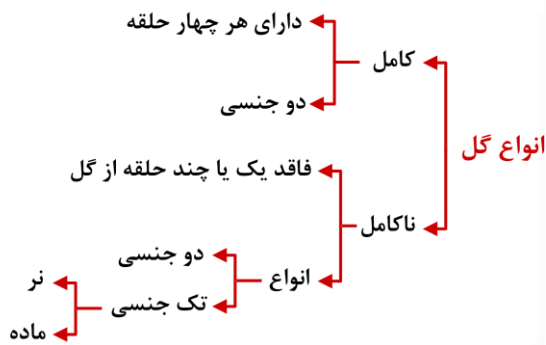 انواع گل
کامل
دارای هر چهار حلقه
دو جنسی
ناکامل
فاقد یک یا چند حلقه از گل
انواع
دو جنسی
تک جنسی
نر
ماده